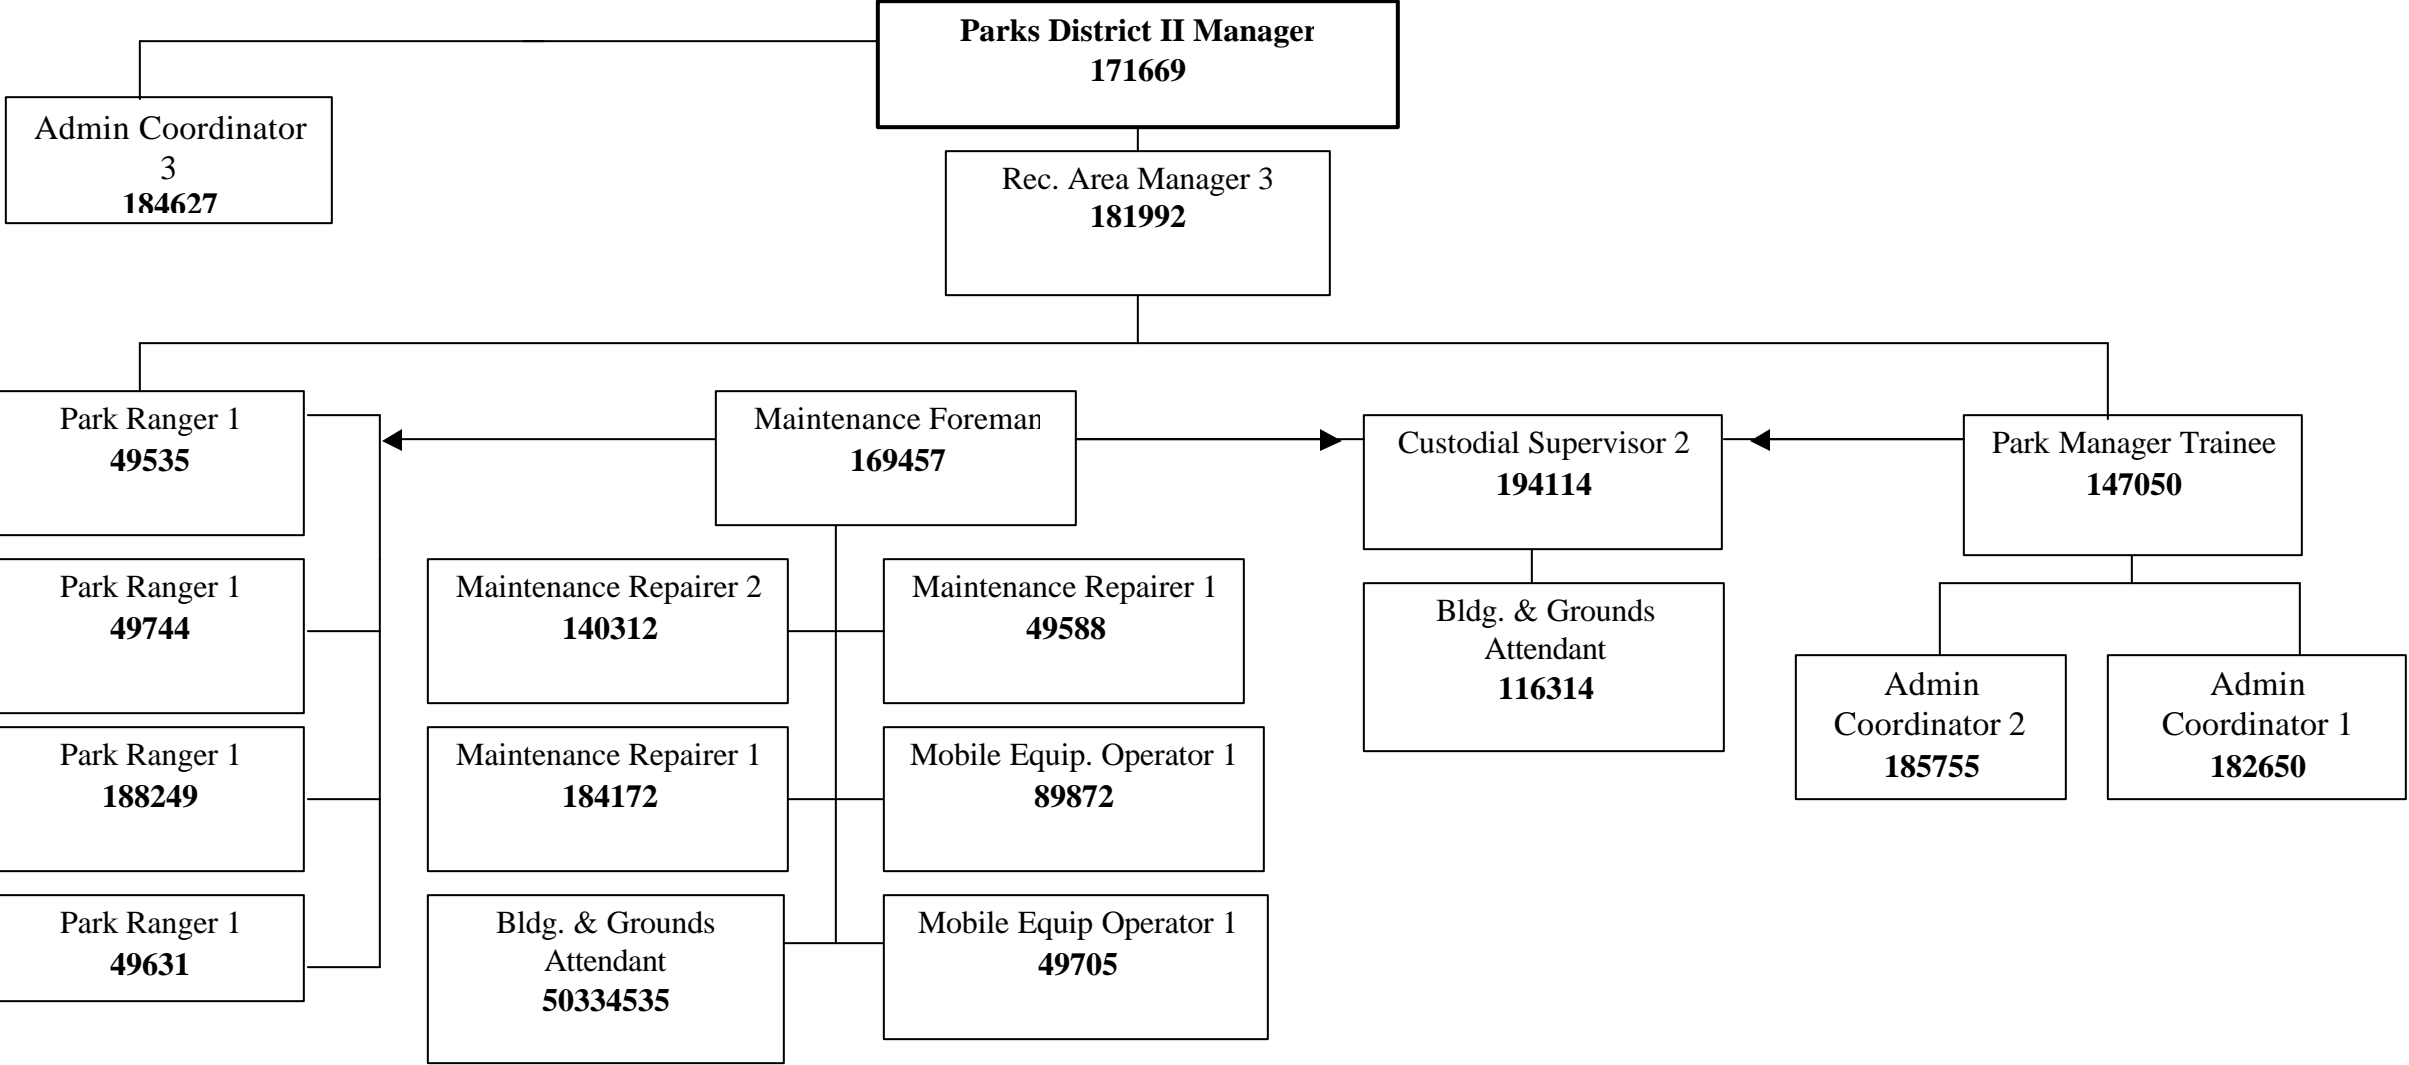 Parks District II Manager
171669
Admin Coordinator
3
184627
Rec. Area Manager 3
181992
Park Ranger 1
49535
Maintenance Foreman
169457
Custodial Supervisor 2
194114
Park Manager Trainee
147050
Park Ranger 1
49744
Maintenance Repairer 2
140312
Maintenance Repairer 1
49588
Bldg. & Grounds
Attendant
116314
Admin
Coordinator 2
185755
Admin
Coordinator 1
182650
Park Ranger 1
188249
Maintenance Repairer 1
184172
Mobile Equip. Operator 1
89872
Park Ranger 1
49631
Bldg. & Grounds
Attendant
50334535
Mobile Equip Operator 1
49705